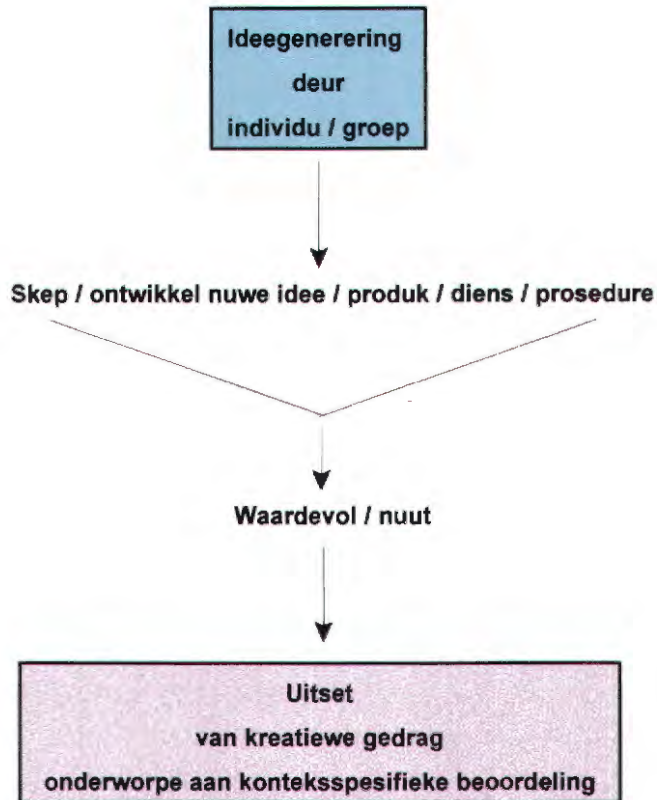 Ideegenerering
deur
individu / groep
Skep / ontwikkel nuwe idee / produk / diens / prosedure
Waardevol / nuut
Uitset
van kreatiewe gedrag
onderworpe aan konteksspesifieke beoordeling